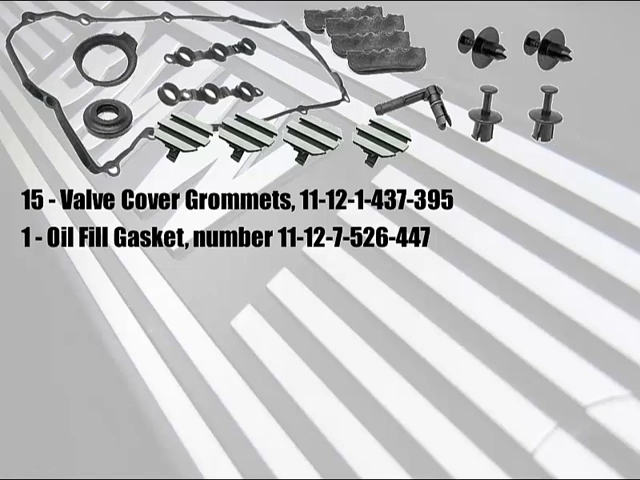 15 - Valve Cover Grommets, 11-12-1-437-395
1 - Oil Fill Gasket, number 11-12-7-526-447